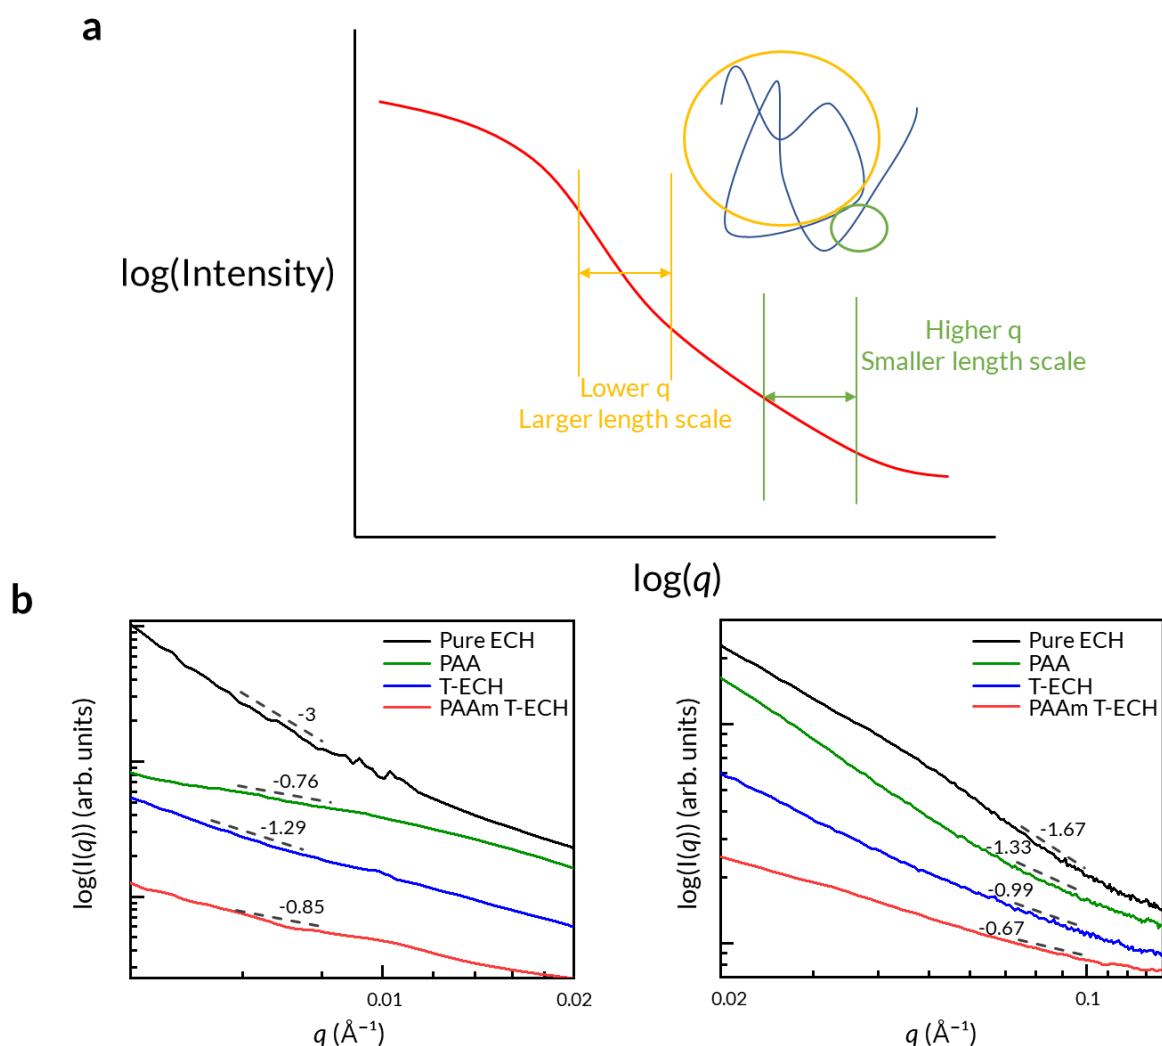 a
log(Intensity)
Lower q
Larger length scale
Higher q
Smaller length scale
log(q)
b
log(I(q)) (arb. units)
Pure ECH
PAA
T-ECH
PAAm T-ECH
-3
-0.76
-1.29
-0.85
0.01
0.02
q (Å⁻¹)
log(I(q)) (arb. units)
Pure ECH
PAA
T-ECH
PAAm T-ECH
-1.67
-1.33
-0.99
-0.67
0.02
0.1
q (Å⁻¹)